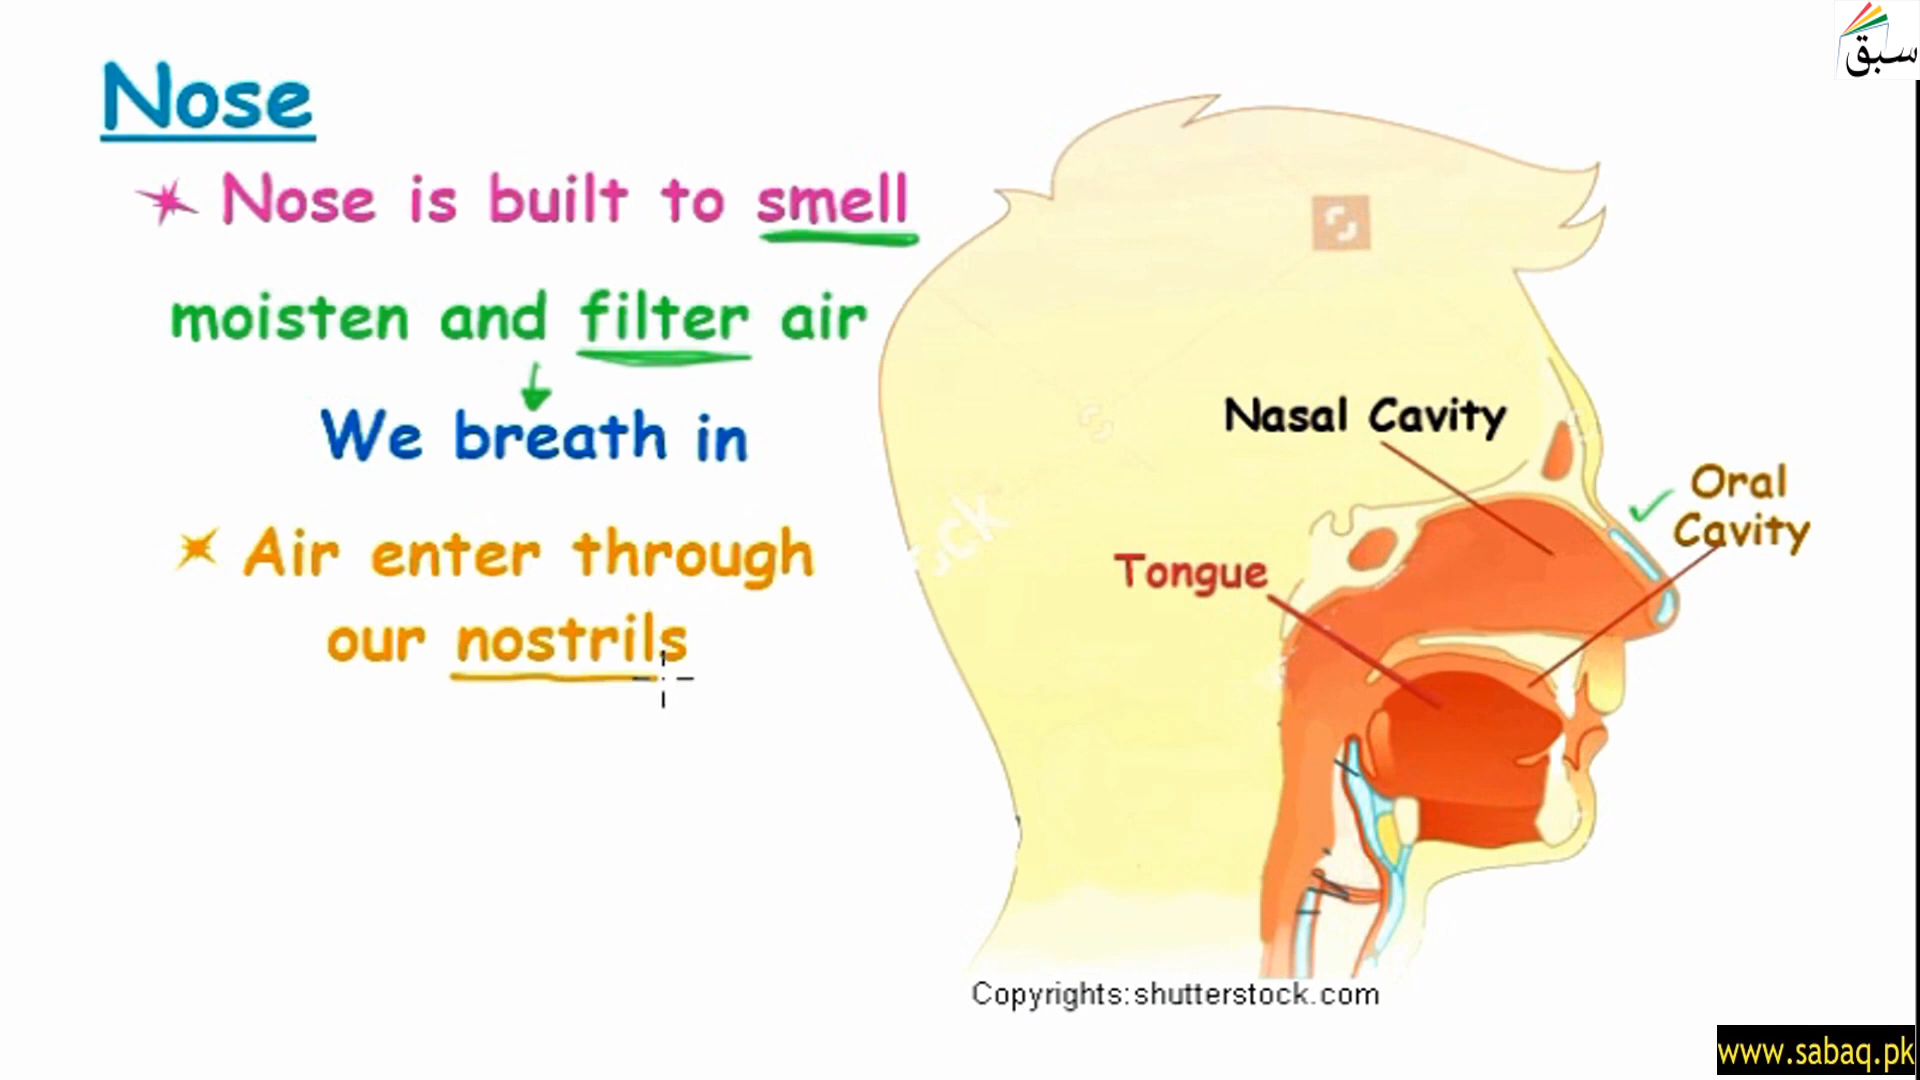 سبق
Nose
Nose is built to smell
moisten and filter air
We breath in
Air enter through
our nostrils
Nasal Cavity
Oral
Cavity
Tongue
Copyrights:shutterstock.com
www.sabaq.pk